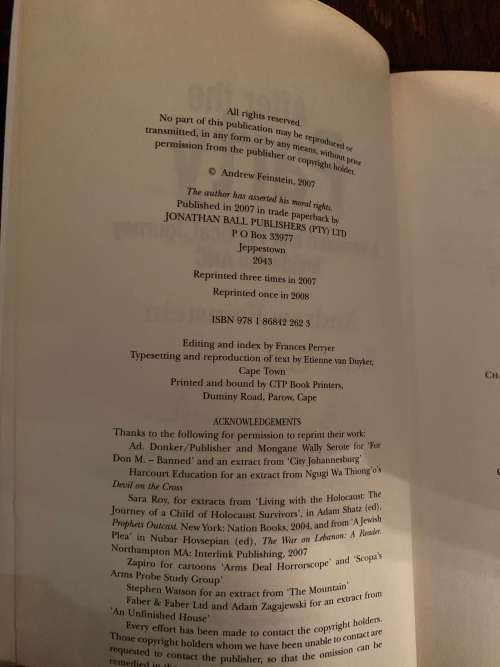 All rights reserved.
No part of this publication may be reproduced or
transmitted, in any form or by any means, without prior
permission from the publisher or copyright holder.
© Andrew Feinstein, 2007
The author has asserted his moral rights.
Published in 2007 in trade paperback by
JONATHAN BALL PUBLISHERS (PTY) LTD
P O Box 33977
Jeppestown
2043
Reprinted three times in 2007
Reprinted once in 2008
ISBN 978 1 86842 262 3
Editing and index by Frances Perryer
Typesetting and reproduction of text by Etienne van Duyker,
Cape Town
Printed and bound by CTP Book Printers,
Duminy Road, Parow, Cape
ACKNOWLEDGEMENTS
Thanks to the following for permission to reprint their work:
Ad. Donker/Publisher and Mongane Wally Serote for 'For
Don M. – Banned' and an extract from 'City Johannesburg'
Harcourt Education for an extract from Ngugi Wa Thiong'o's
Devil on the Cross
Sara Roy, for extracts from 'Living with the Holocaust: The
Journey of a Child of Holocaust Survivors', in Adam Shatz (ed),
Prophets Outcast. New York: Nation Books, 2004, and from 'A Jewish
Plea' in Nubar Hovsepian (ed), The War on Lebanon: A Reader.
Northampton MA: Interlink Publishing, 2007
Zapiro for cartoons 'Arms Deal Horrorscope' and 'Scopa's
Arms Probe Study Group'
Stephen Watson for an extract from 'The Mountain'
Faber & Faber Ltd and Adam Zagajewski for an extract from
'An Unfinished House'
Every effort has been made to contact the copyright holders.
Those copyright holders whom we have been unable to contact are
requested to contact the publisher, so that the omission can be
remedied in
CHA